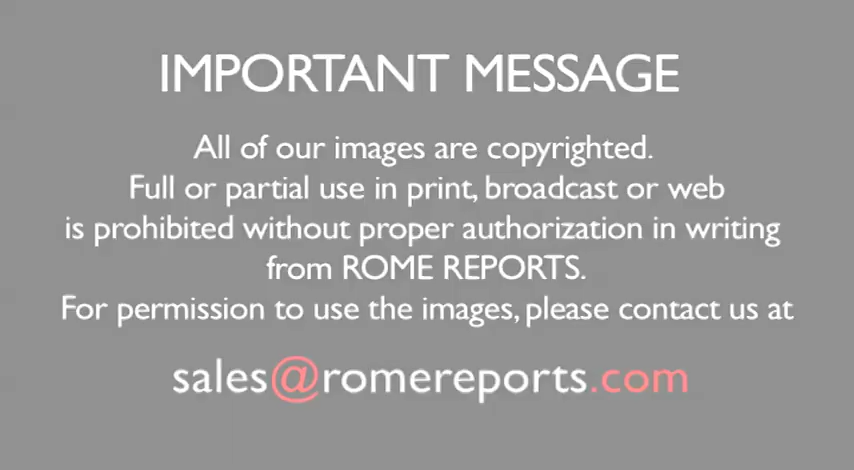 IMPORTANT MESSAGE
All of our images are copyrighted.
Full or partial use in print, broadcast or web
is prohibited without proper authorization in writing
from ROME REPORTS.
For permission to use the images, please contact us at
sales@romereports.com